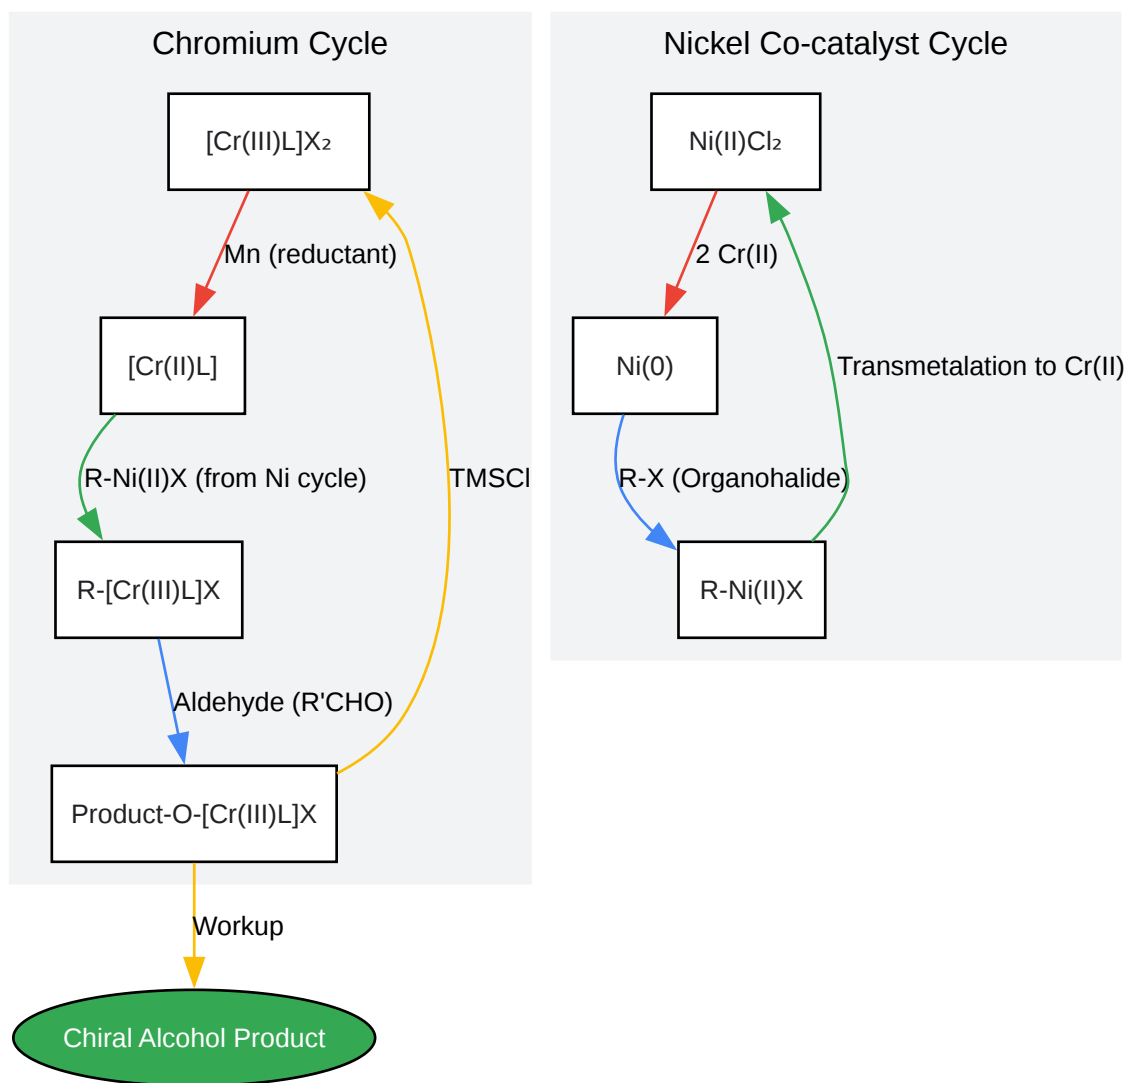 Chromium Cycle
[Cr(III)L]X₂
Mn (reductant)
[Cr(II)L]
R-Ni(II)X (from Ni cycle)
TMSCl
R-[Cr(III)L]X
Aldehyde (R'CHO)
Product-O-[Cr(III)L]X
Workup
Chiral Alcohol Product
Nickel Co-catalyst Cycle
Ni(II)Cl₂
2 Cr(II)
Ni(0)
Transmetalation to Cr(II)
R-X (Organohalide)
R-Ni(II)X